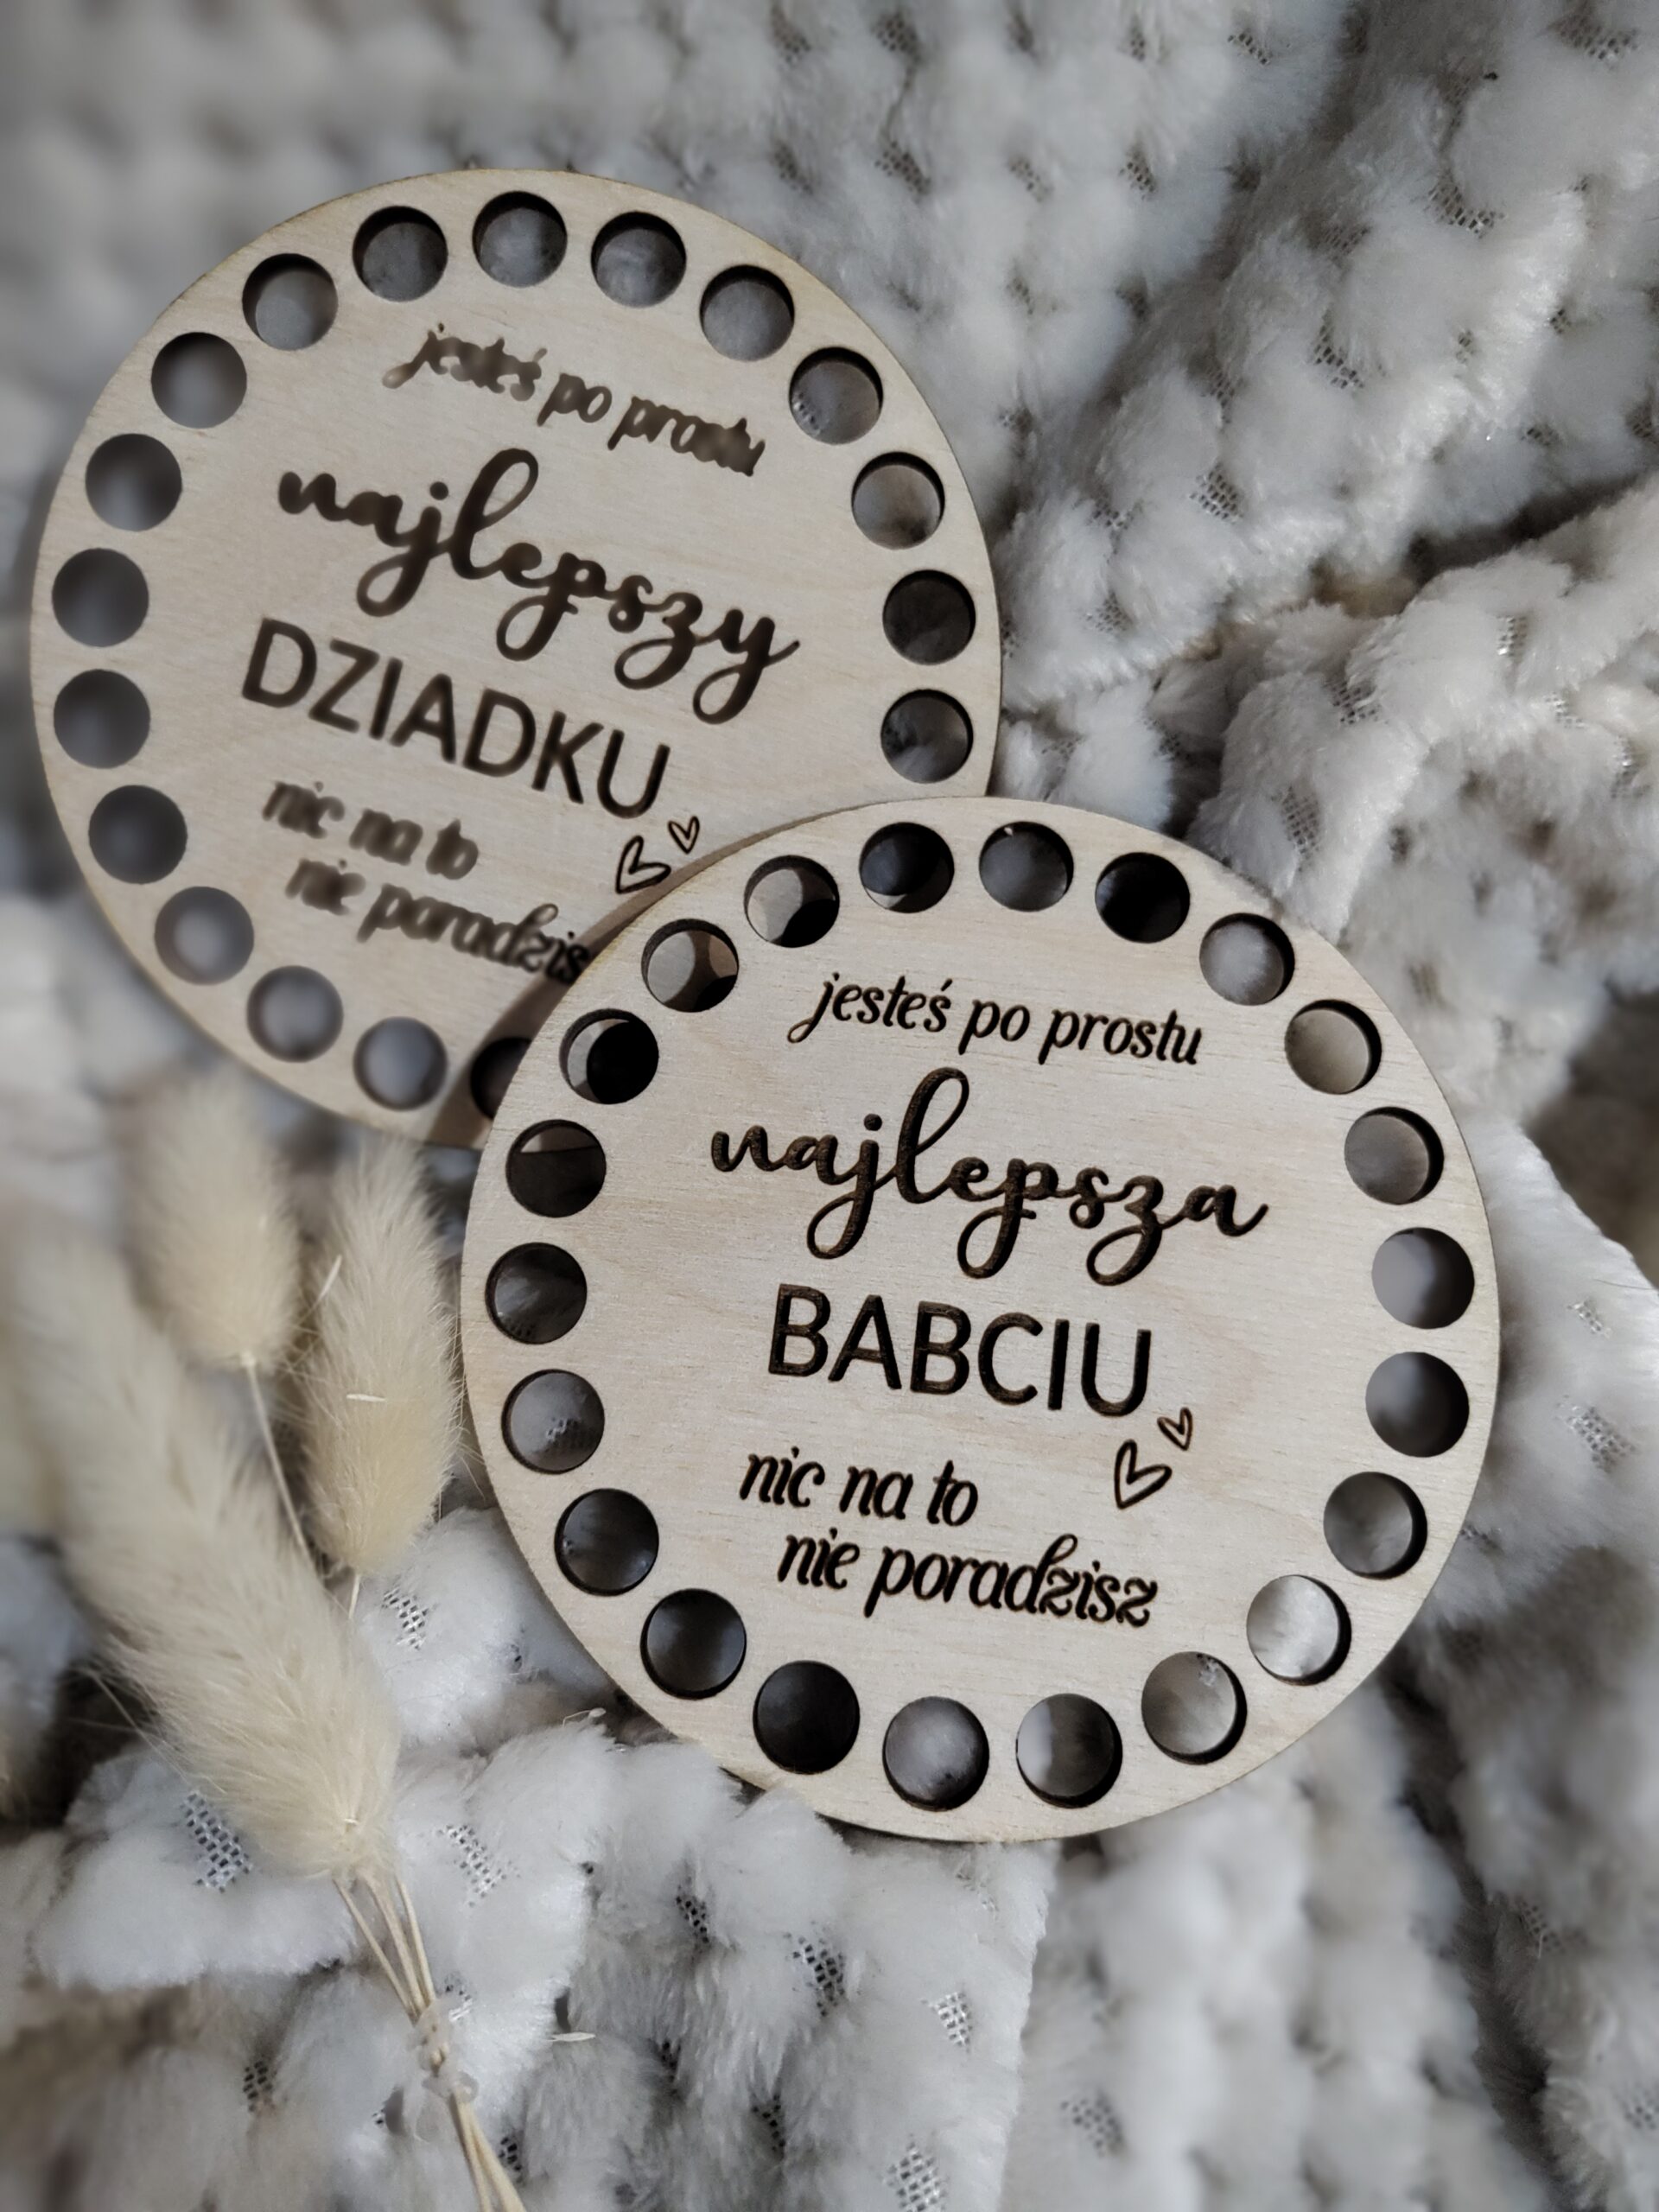 jesteś po prostu
najlepszy
DZIADKU
nic na to
nie poradzis
jesteś po prostu
najlepsza
BABCIU
nic na to
nie poradzisz